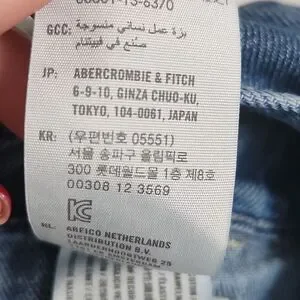 GCC: بزة عمل نسائي منسوجة
صنع في فيتنام
JP: ABERCROMBIE & FITCH
6-9-10, GINZA CHUO-KU,
TOKYO, 104-0061, JAPAN
KR: (우편번호 05551)
서울 송파구 올림픽로
300 롯데월드몰 1층 제8호
00308 12 3569
NL: ABFICO NETHERLANDS
DISTRIBUTION B.V.